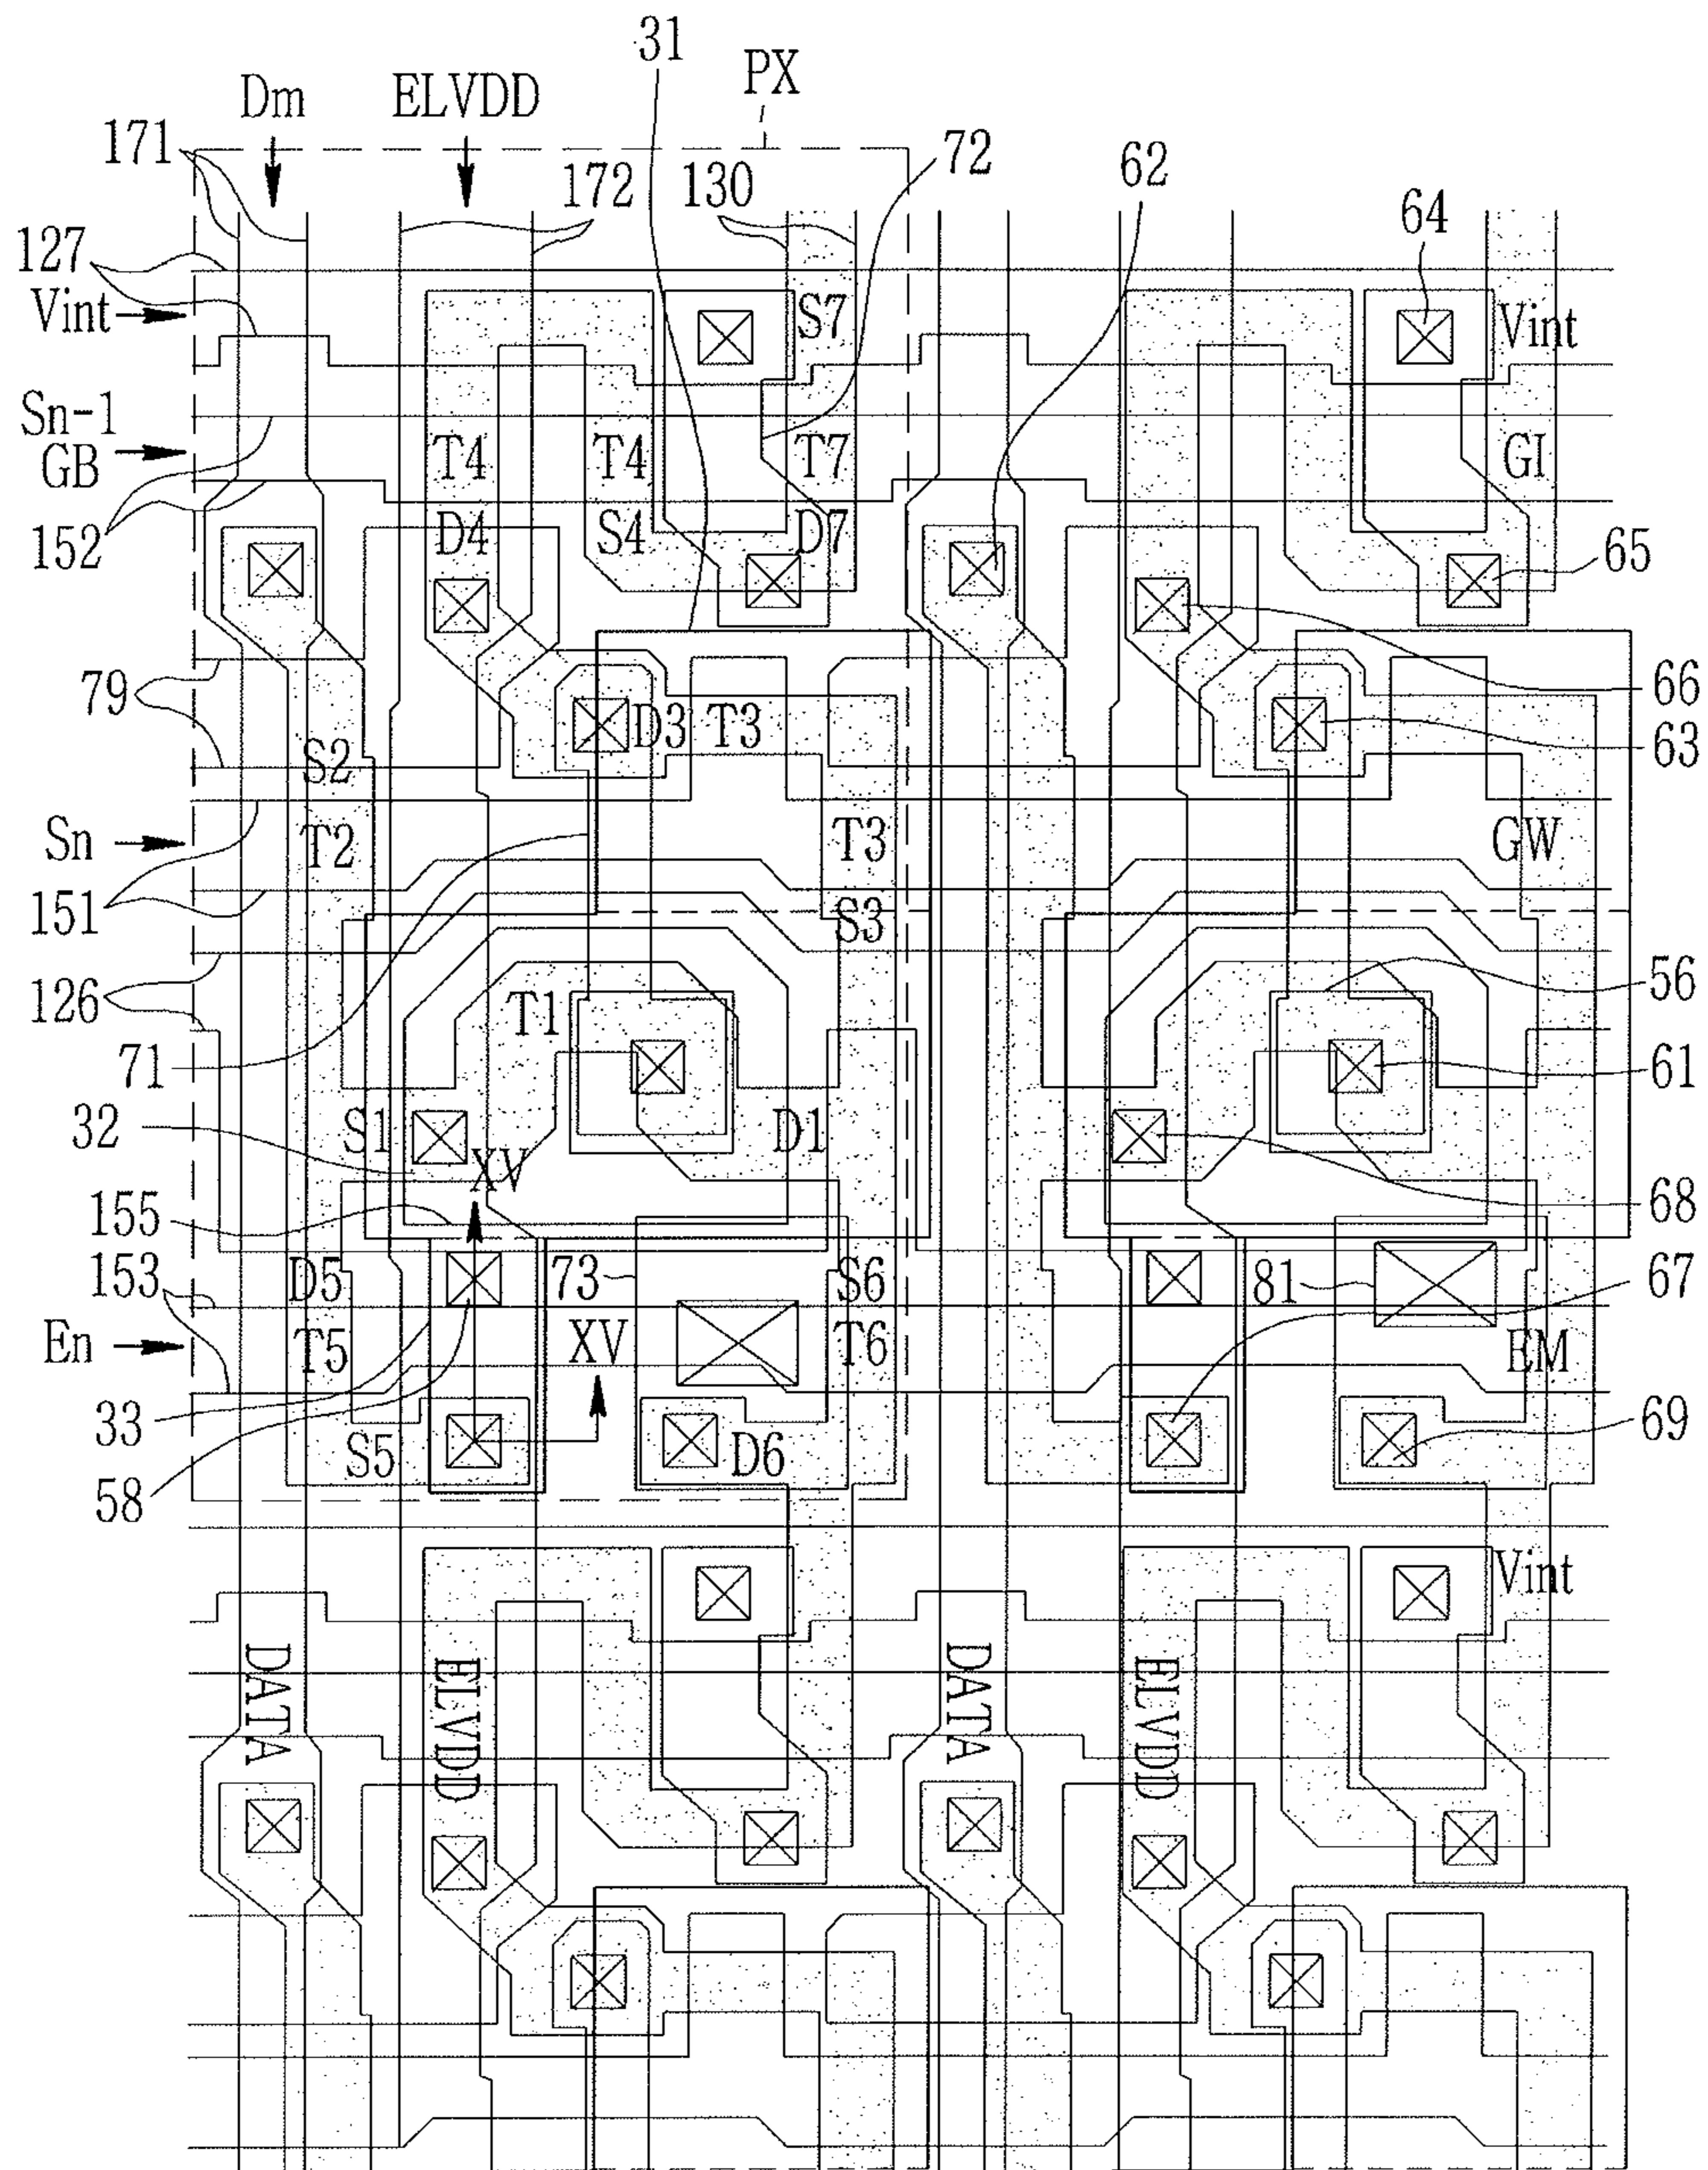 31
Dm ELVDD PX
171 72 62
172 130 64
127
Vint S7 Vint
Sn-1
GB T4 T4 T7 GI
152 D4 S4 D7 65
79 66
D3 T3 63
S2
Sn T2 T3 GW
151 S3
126 T1 56
71 61
32 S1 D1
XV 68
155
153 D5 73 S6 81 67
En T5 XV T6 EM
33 69
S5 D6
58
Vint
DATA ELVDD DATA ELVDD